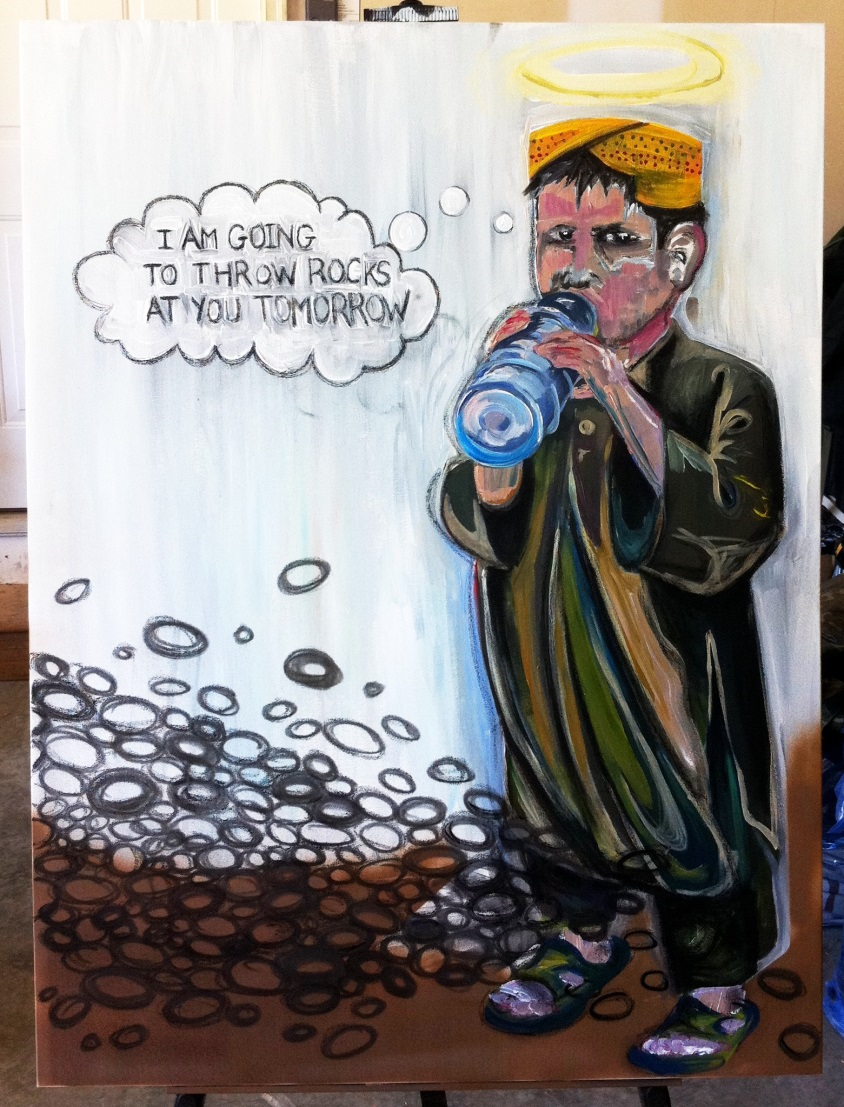 I AM GOING
TO THROW ROCKS
AT YOU TOMORROW